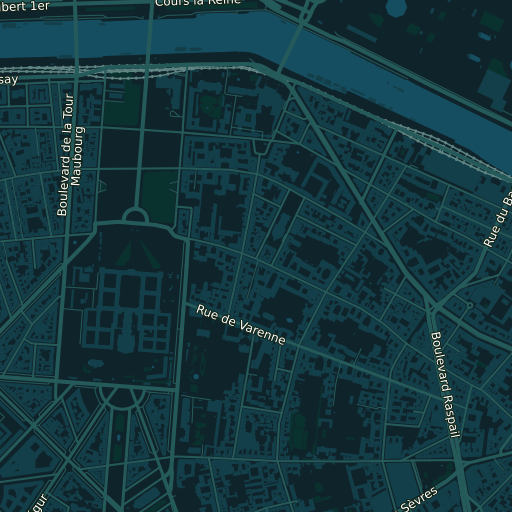 bert 1er
Cours la Reine
say
Boulevard de la Tour
Maubourg
Rue du Ba
Rue de Varenne
Boulevard Raspail
Sèvres
gur